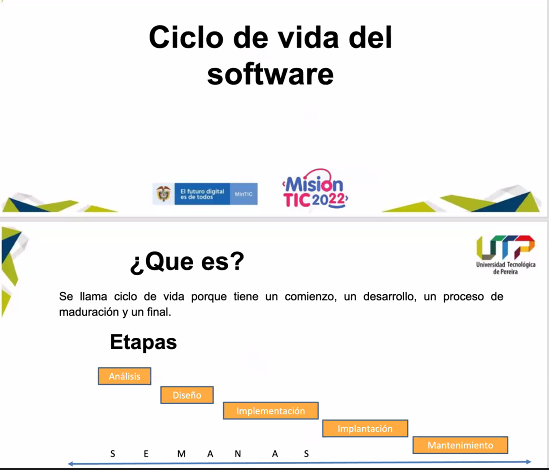 Ciclo de vida del
software
El futuro digital
es de todos
MinTIC
Misión
TIC2022
¿Que es?
UTP
Universidad Tecnológica
de Pereira
Se llama ciclo de vida porque tiene un comienzo, un desarrollo, un proceso de
maduración y un final.
Etapas
Análisis
Diseño
Implementación
Implantación
Mantenimiento
S E M A N A S